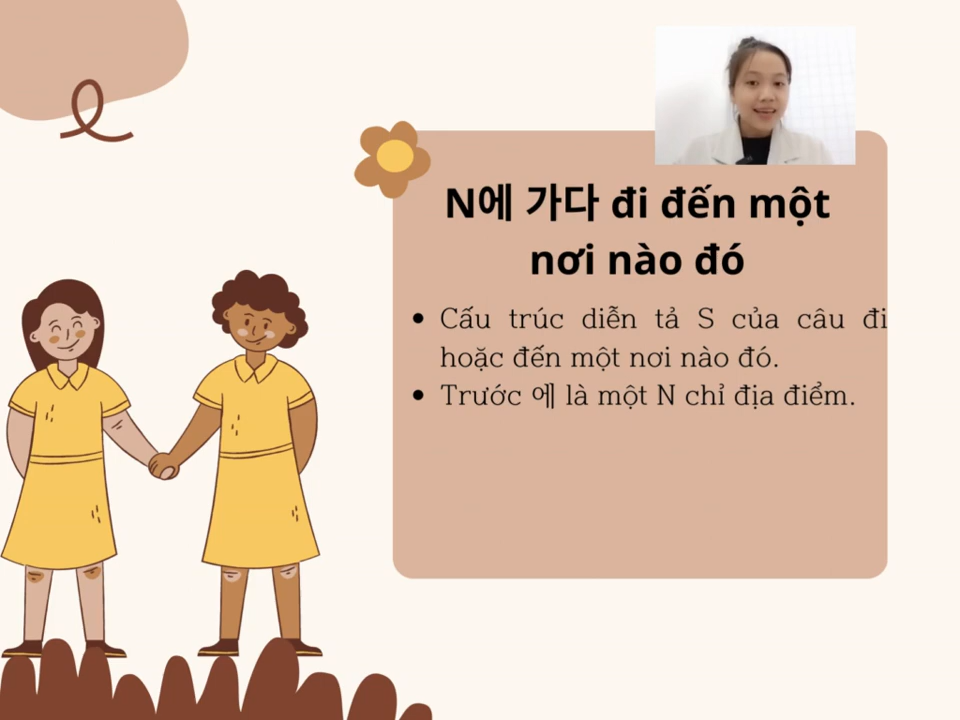 N에 가다 đi đến một
nơi nào đó
• Cấu trúc diễn tả S của câu đi
hoặc đến một nơi nào đó.
• Trước 에 là một N chỉ địa điểm.